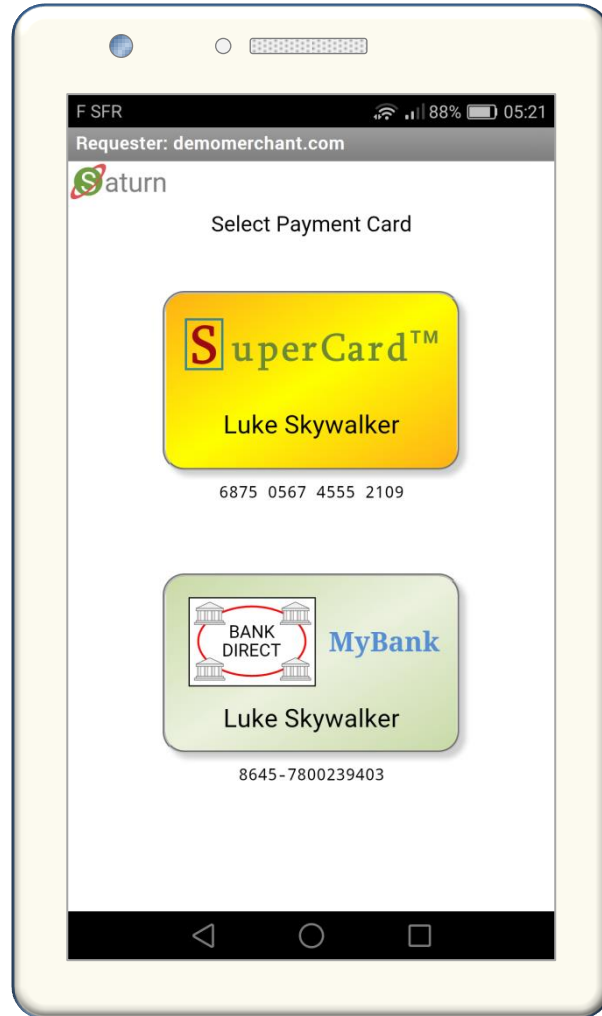 F SFR 88% 05:21
Requester: demomerchant.com
Saturn
Select Payment Card
SuperCard™
Luke Skywalker
6875 0567 4555 2109
BANK
DIRECT
MyBank
Luke Skywalker
8645-7800239403